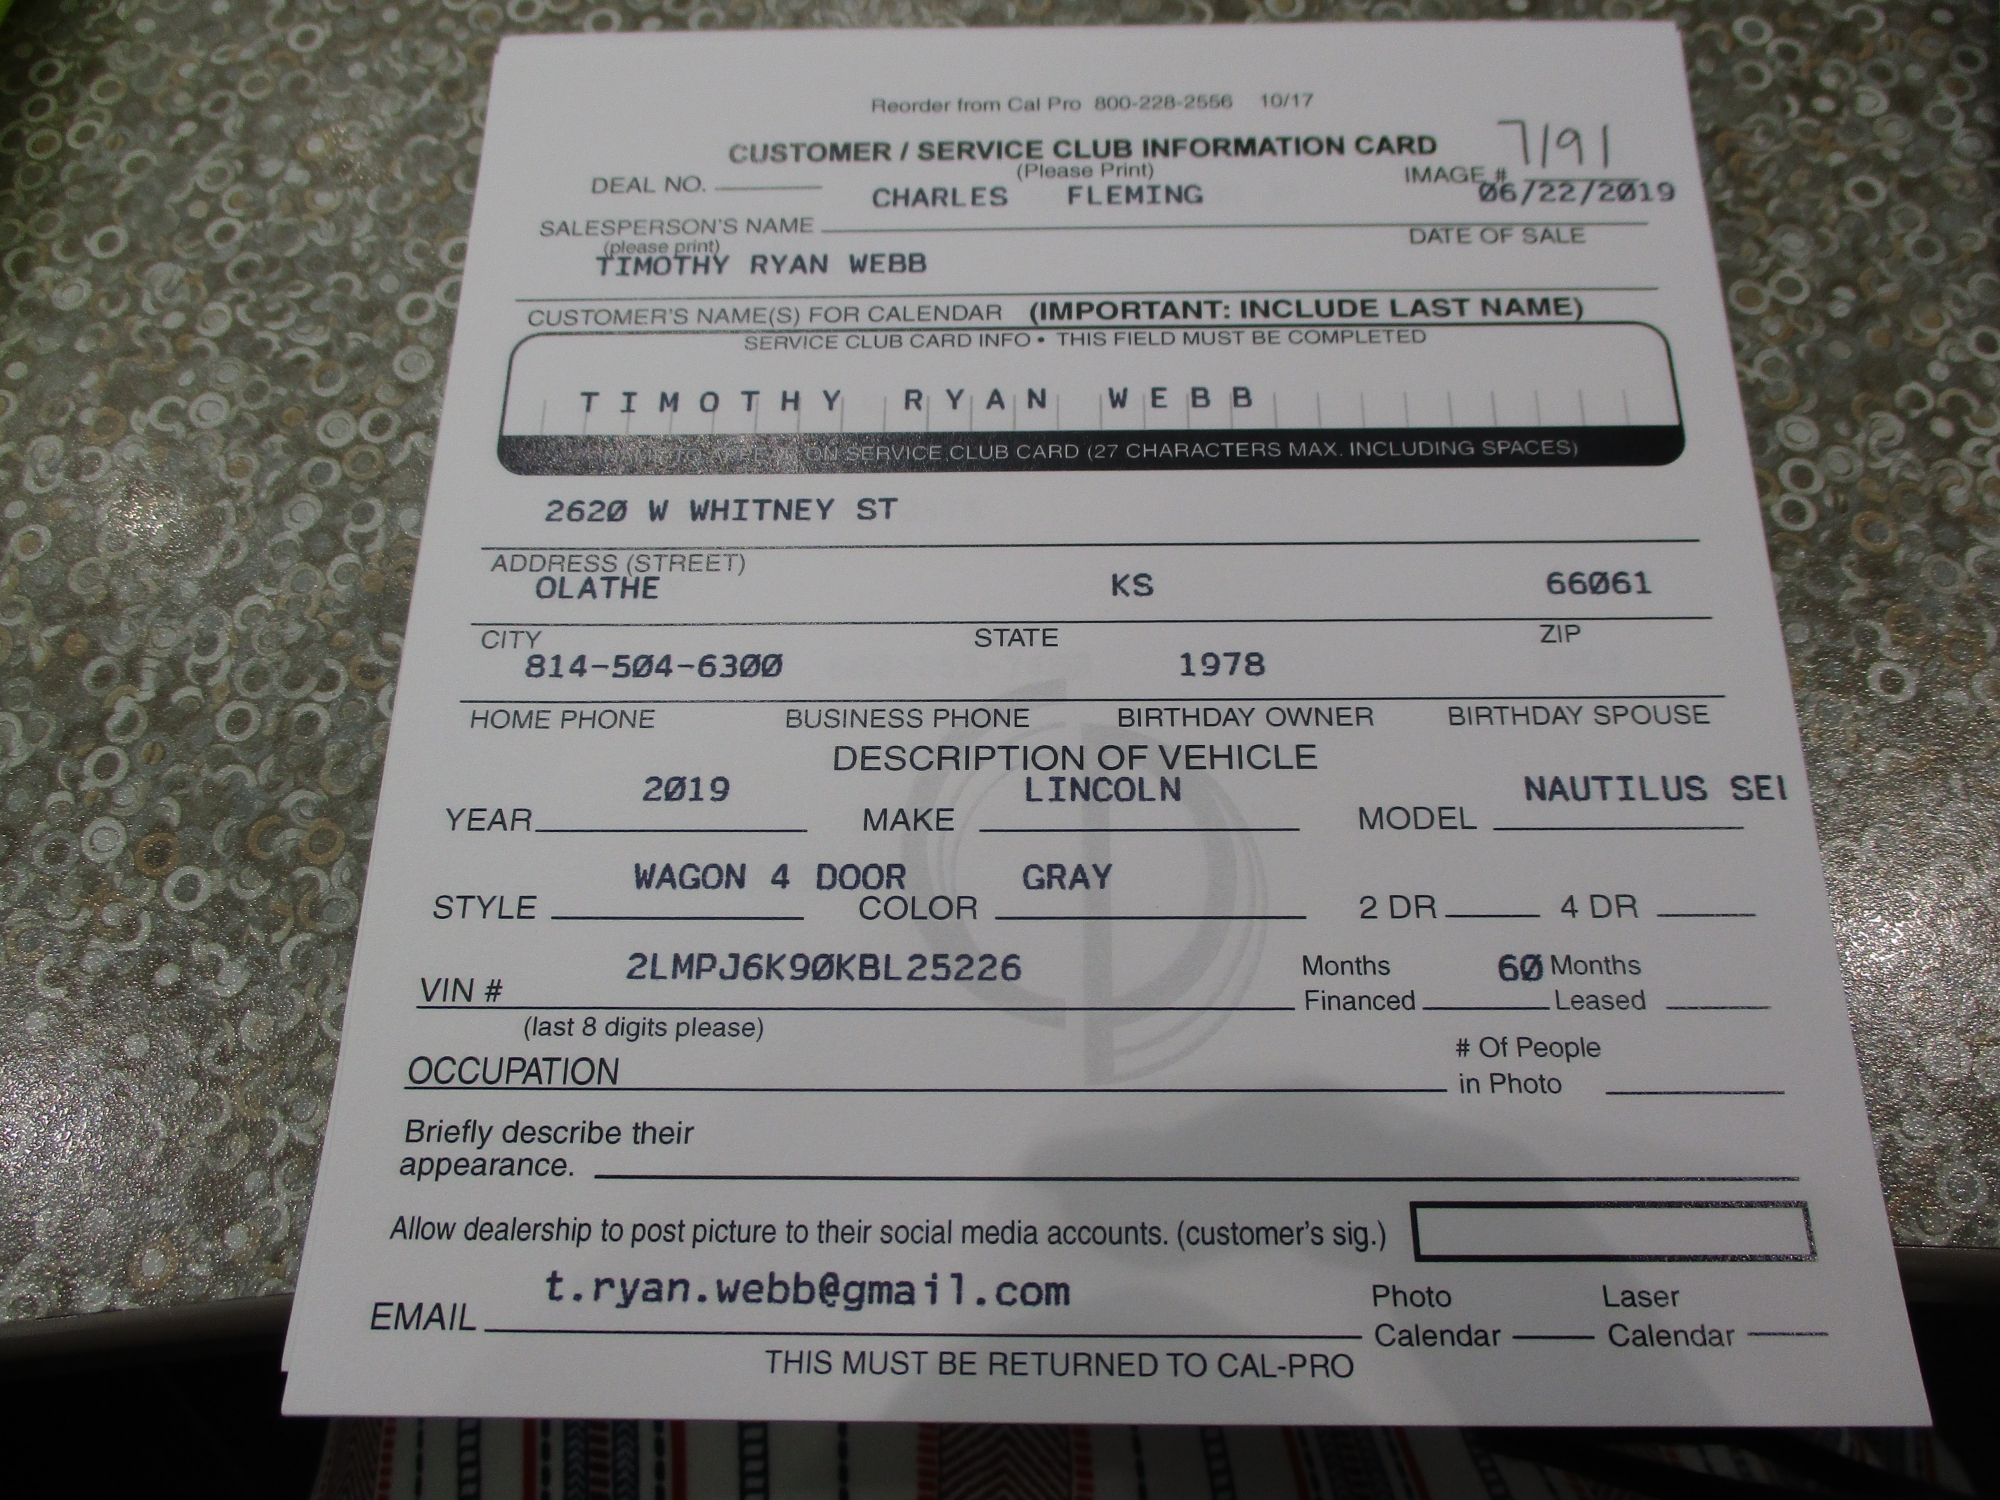 Reorder from Cal Pro 800-228-2556 10/17
CUSTOMER / SERVICE CLUB INFORMATION CARD
7191
(Please Print)
DEAL NO. IMAGE #
CHARLES FLEMING 06/22/2019
SALESPERSON'S NAME DATE OF SALE
(please print)
TIMOTHY RYAN WEBB
CUSTOMER'S NAME(S) FOR CALENDAR (IMPORTANT: INCLUDE LAST NAME)
SERVICE CLUB CARD INFO • THIS FIELD MUST BE COMPLETED
TIMOTHY RYAN WEBB
NAME TO APPEAR ON SERVICE CLUB CARD (27 CHARACTERS MAX. INCLUDING SPACES)
2620 W WHITNEY ST
ADDRESS (STREET)
OLATHE KS 66061
CITY STATE ZIP
814-504-6300 1978
HOME PHONE BUSINESS PHONE BIRTHDAY OWNER BIRTHDAY SPOUSE
DESCRIPTION OF VEHICLE
2019 LINCOLN NAUTILUS SEI
YEAR MAKE MODEL
WAGON 4 DOOR GRAY
STYLE COLOR 2 DR 4 DR
2LMPJ6K90KBL25226 Months 60 Months
VIN # Financed Leased
(last 8 digits please)
# Of People
OCCUPATION in Photo
Briefly describe their
appearance.
Allow dealership to post picture to their social media accounts. (customer's sig.)
t.ryan.webb@gmail.com Photo Laser
EMAIL Calendar Calendar
THIS MUST BE RETURNED TO CAL-PRO